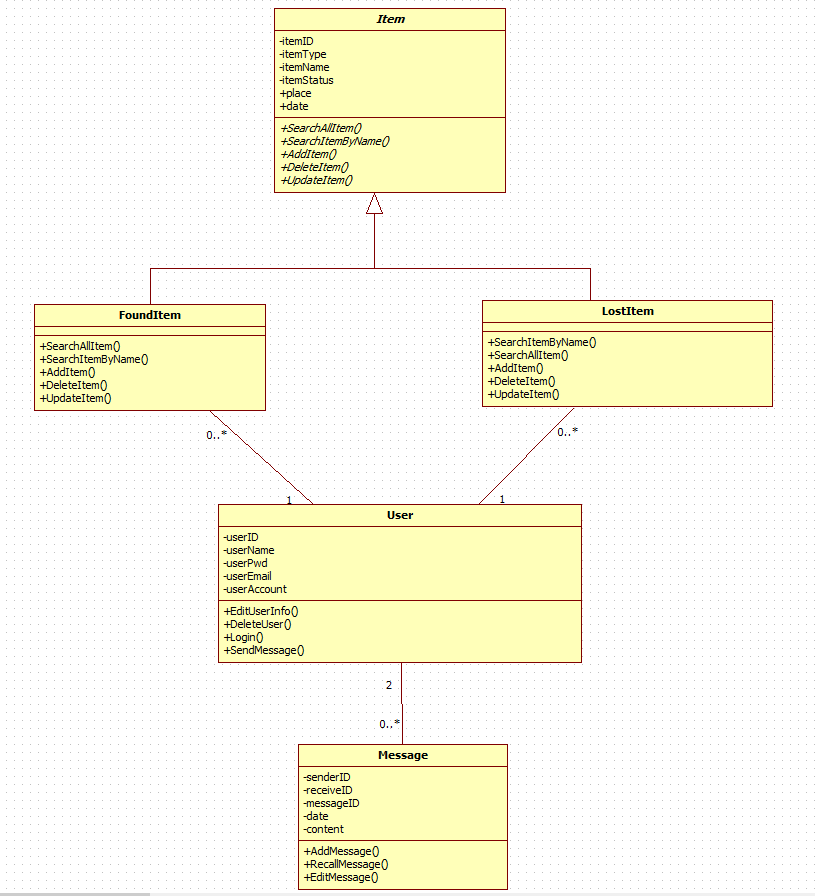 Item
-itemID
-itemType
-itemName
-itemStatus
+place
+date
+SearchAllItem()
+SearchItemByName()
+AddItem()
+DeleteItem()
+UpdateItem()
FoundItem
+SearchAllItem()
+SearchItemByName()
+AddItem()
+DeleteItem()
+UpdateItem()
LostItem
+SearchItemByName()
+SearchAllItem()
+AddItem()
+DeleteItem()
+UpdateItem()
0..*
0..*
1
1
User
-userID
-userName
-userPwd
-userEmail
-userAccount
+EditUserInfo()
+DeleteUser()
+Login()
+SendMessage()
2
0..*
Message
-senderID
-receiveID
-messageID
-date
-content
+AddMessage()
+RecallMessage()
+EditMessage()